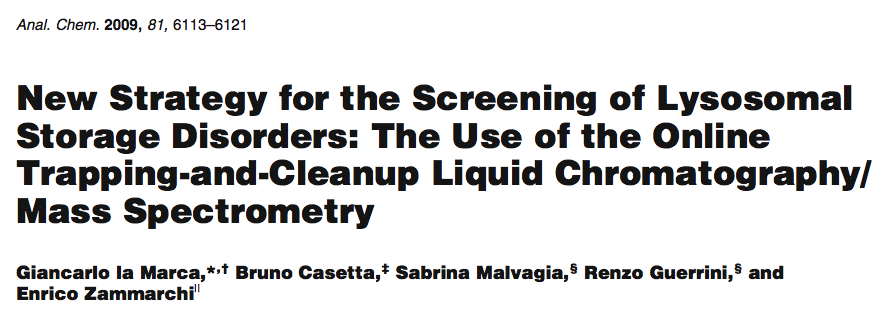 Anal. Chem. 2009, 81, 6113–6121
New Strategy for the Screening of Lysosomal
Storage Disorders: The Use of the Online
Trapping-and-Cleanup Liquid Chromatography/
Mass Spectrometry
Giancarlo la Marca,*,† Bruno Casetta,‡ Sabrina Malvagia,§ Renzo Guerrini,§ and
Enrico Zammarchi||